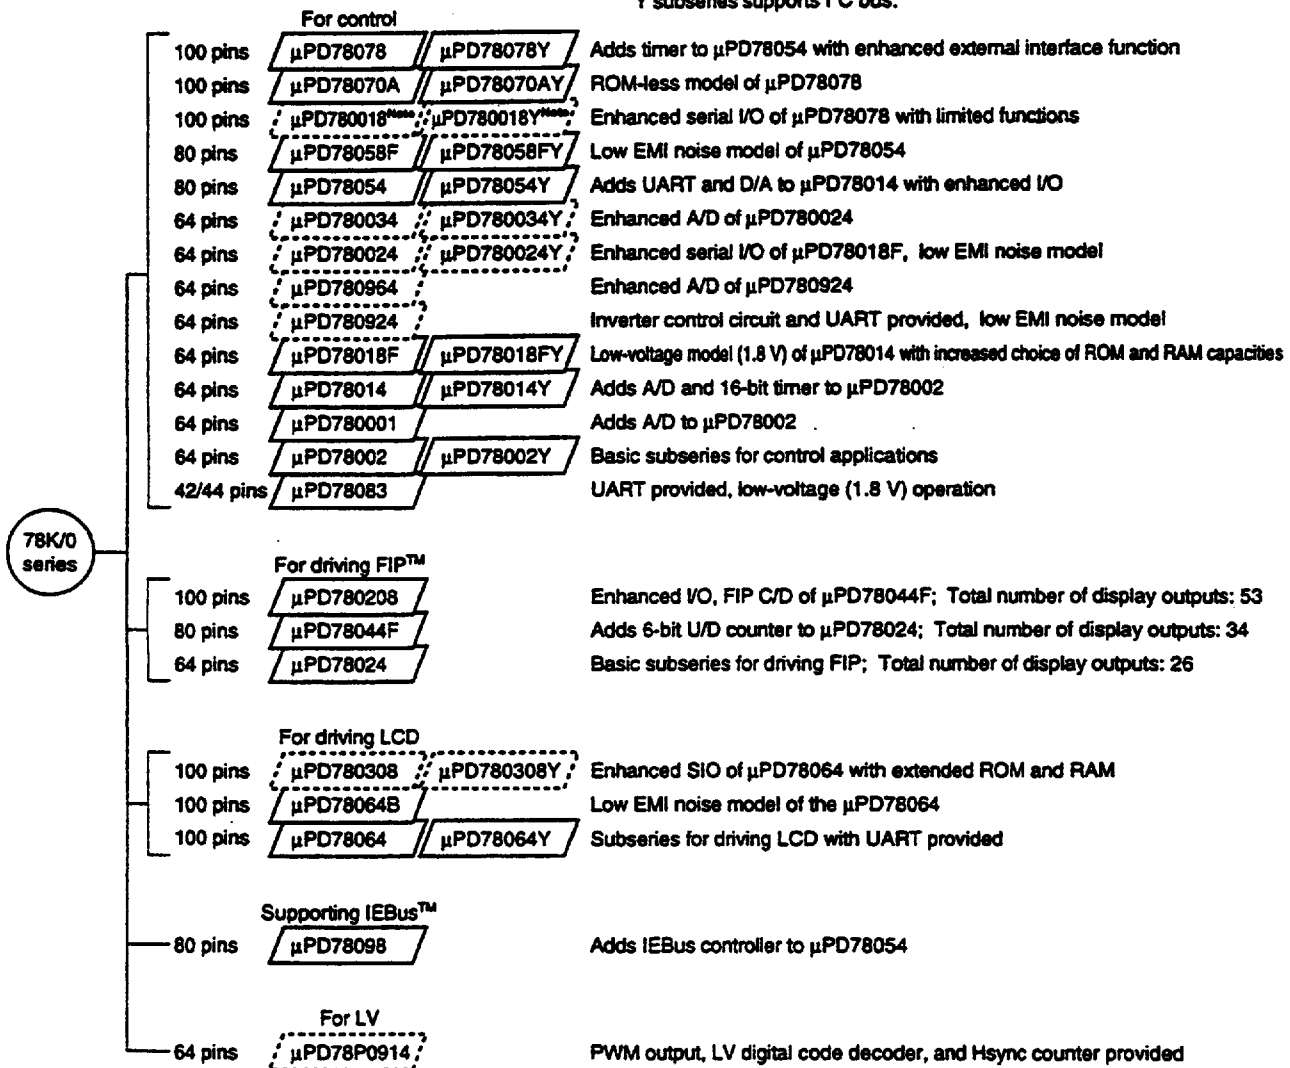 Y subseries supports I²C bus.
For control
100 pins μPD78078 μPD78078Y Adds timer to μPD78054 with enhanced external interface function
100 pins μPD78070A μPD78070AY ROM-less model of μPD78078
100 pins μPD780018Note μPD780018YNote Enhanced serial I/O of μPD78078 with limited functions
80 pins μPD78058F μPD78058FY Low EMI noise model of μPD78054
80 pins μPD78054 μPD78054Y Adds UART and D/A to μPD78014 with enhanced I/O
64 pins μPD780034 μPD780034Y Enhanced A/D of μPD780024
64 pins μPD780024 μPD780024Y Enhanced serial I/O of μPD78018F, low EMI noise model
64 pins μPD780964 Enhanced A/D of μPD780924
64 pins μPD780924 Inverter control circuit and UART provided, low EMI noise model
64 pins μPD78018F μPD78018FY Low-voltage model (1.8 V) of μPD78014 with increased choice of ROM and RAM capacities
64 pins μPD78014 μPD78014Y Adds A/D and 16-bit timer to μPD78002
64 pins μPD780001 Adds A/D to μPD78002
64 pins μPD78002 μPD78002Y Basic subseries for control applications
42/44 pins μPD78083 UART provided, low-voltage (1.8 V) operation
78K/0
series
For driving FIP™
100 pins μPD780208 Enhanced I/O, FIP C/D of μPD78044F; Total number of display outputs: 53
80 pins μPD78044F Adds 6-bit U/D counter to μPD78024; Total number of display outputs: 34
64 pins μPD78024 Basic subseries for driving FIP; Total number of display outputs: 26
For driving LCD
100 pins μPD780308 μPD780308Y Enhanced SIO of μPD78064 with extended ROM and RAM
100 pins μPD78064B Low EMI noise model of the μPD78064
100 pins μPD78064 μPD78064Y Subseries for driving LCD with UART provided
Supporting IEBus™
80 pins μPD78098 Adds IEBus controller to μPD78054
For LV
64 pins μPD78P0914 PWM output, LV digital code decoder, and Hsync counter provided